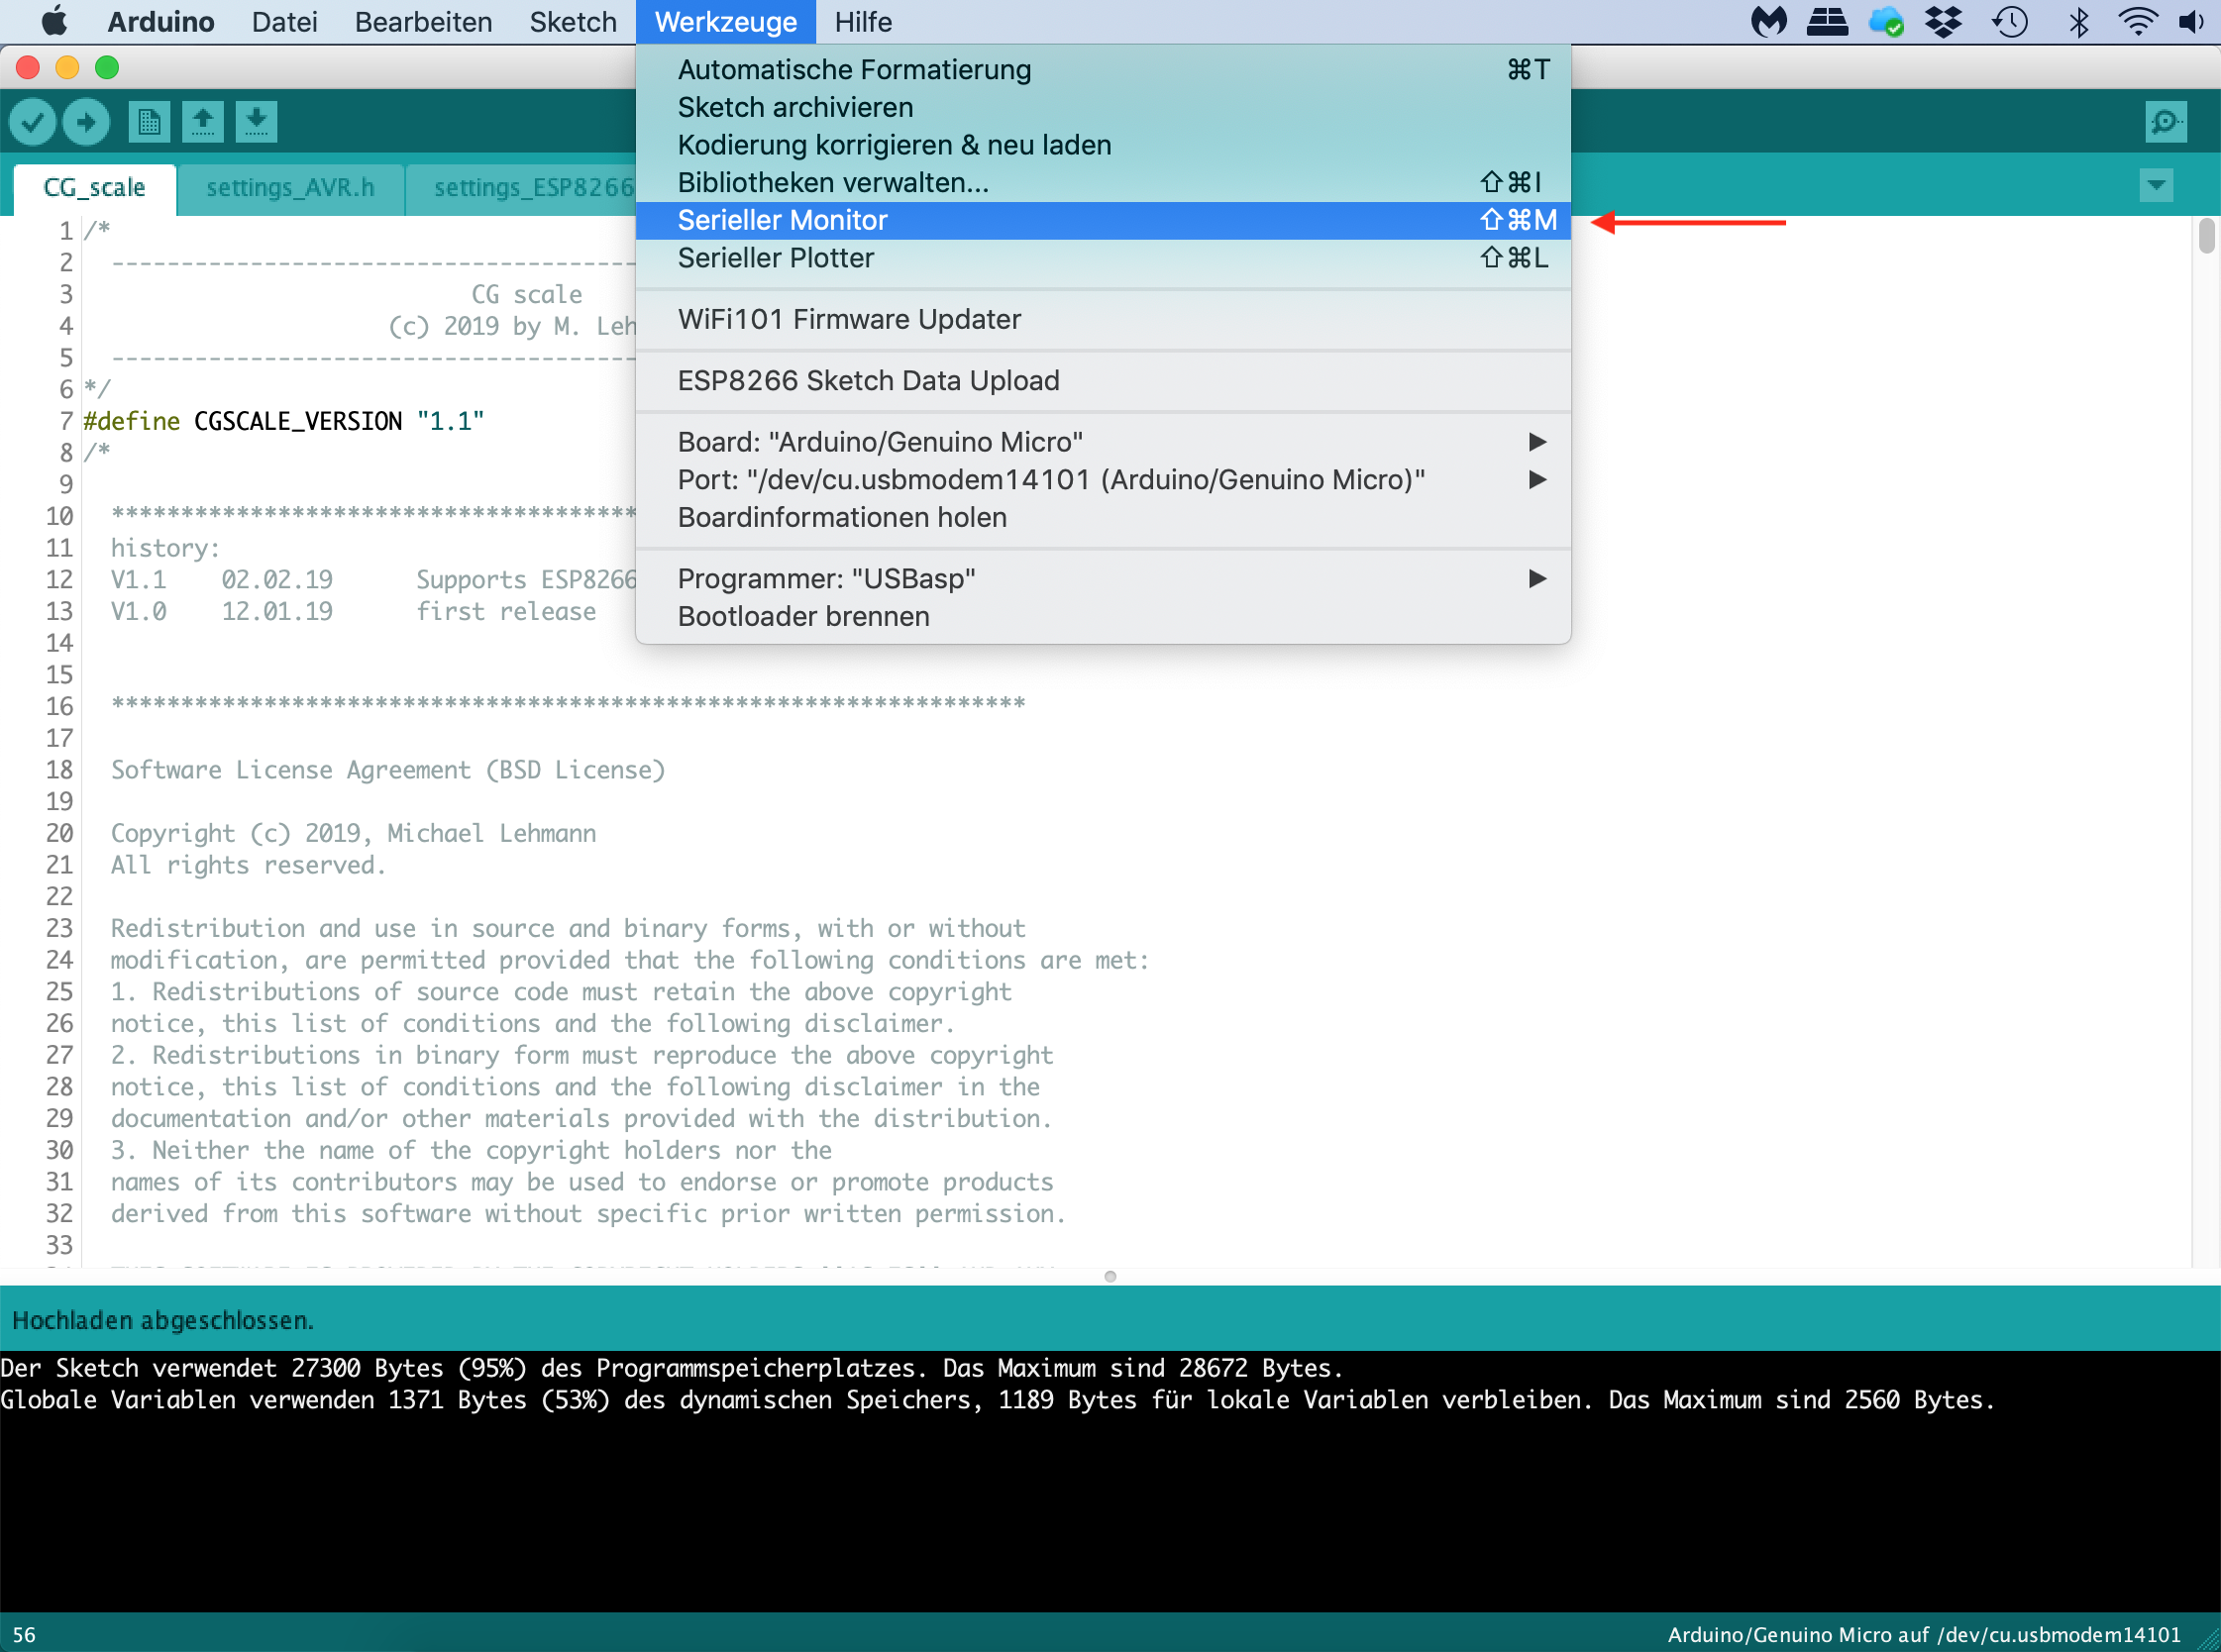 Arduino Datei Bearbeiten Sketch Werkzeuge Hilfe
Automatische Formatierung ⌘T
Sketch archivieren
Kodierung korrigieren & neu laden
Bibliotheken verwalten... ⇧⌘I
Serieller Monitor ⇧⌘M
Serieller Plotter ⇧⌘L
WiFi101 Firmware Updater
ESP8266 Sketch Data Upload
Board: "Arduino/Genuino Micro" ▶
Port: "/dev/cu.usbmodem14101 (Arduino/Genuino Micro)" ▶
Boardinformationen holen
Programmer: "USBasp" ▶
Bootloader brennen
CG_scale settings_AVR.h settings_ESP8266
1 /*
2 --------------------------------------
3 CG scale
4 (c) 2019 by M. Leh
5 --------------------------------------
6 */
7 #define CGSCALE_VERSION "1.1"
8 /*
9
10 **************************************
11 history:
12 V1.1 02.02.19 Supports ESP8266
13 V1.0 12.01.19 first release
14
15
16 ******************************************************************
17
18 Software License Agreement (BSD License)
19
20 Copyright (c) 2019, Michael Lehmann
21 All rights reserved.
22
23 Redistribution and use in source and binary forms, with or without
24 modification, are permitted provided that the following conditions are met:
25 1. Redistributions of source code must retain the above copyright
26 notice, this list of conditions and the following disclaimer.
27 2. Redistributions in binary form must reproduce the above copyright
28 notice, this list of conditions and the following disclaimer in the
29 documentation and/or other materials provided with the distribution.
30 3. Neither the name of the copyright holders nor the
31 names of its contributors may be used to endorse or promote products
32 derived from this software without specific prior written permission.
33
Hochladen abgeschlossen.
Der Sketch verwendet 27300 Bytes (95%) des Programmspeicherplatzes. Das Maximum sind 28672 Bytes.
Globale Variablen verwenden 1371 Bytes (53%) des dynamischen Speichers, 1189 Bytes für lokale Variablen verbleiben. Das Maximum sind 2560 Bytes.
56 Arduino/Genuino Micro auf /dev/cu.usbmodem14101